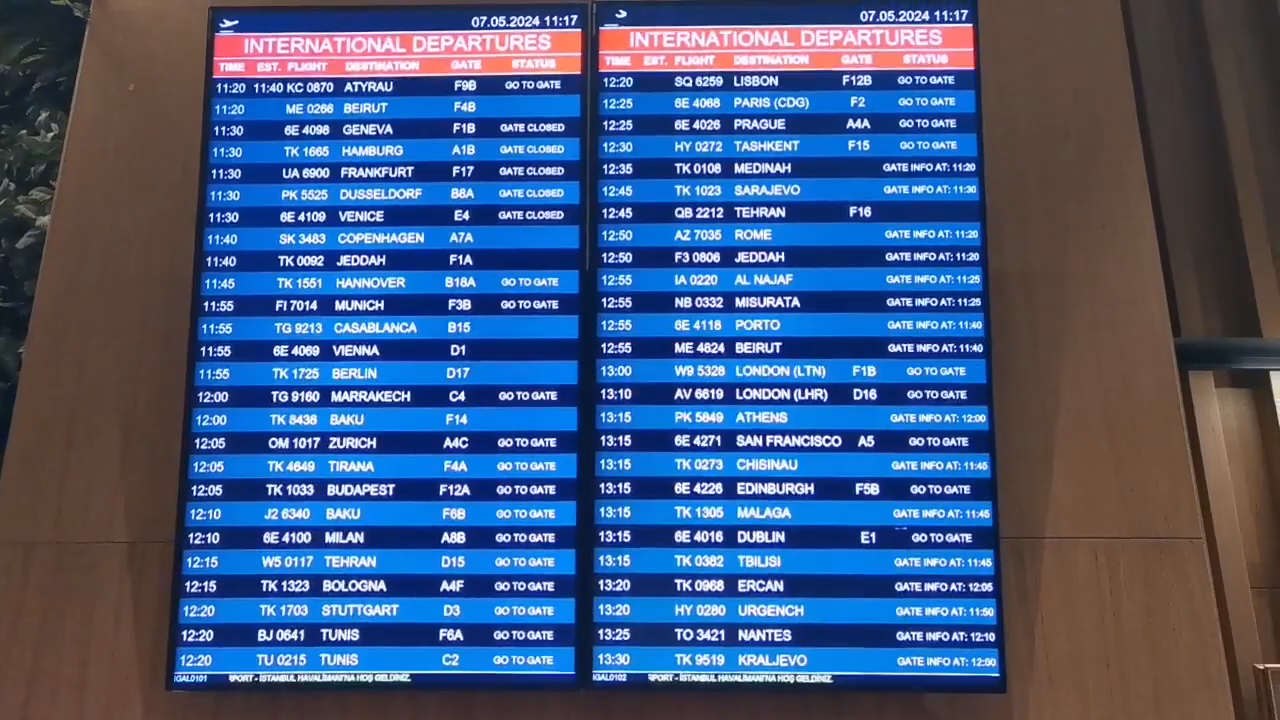 07.05.2024 11:17
INTERNATIONAL DEPARTURES
TIME EST. FLIGHT DESTINATION GATE STATUS
11:20 11:40 KC 0870 ATYRAU F9B GO TO GATE
11:20 ME 0266 BEIRUT F4B
11:30 6E 4098 GENEVA F1B GATE CLOSED
11:30 TK 1665 HAMBURG A1B GATE CLOSED
11:30 UA 6900 FRANKFURT F17 GATE CLOSED
11:30 PK 5525 DUSSELDORF B8A GATE CLOSED
11:30 6E 4109 VENICE E4 GATE CLOSED
11:40 SK 3483 COPENHAGEN A7A
11:40 TK 0092 JEDDAH F1A
11:45 TK 1551 HANNOVER B18A GO TO GATE
11:55 FI 7014 MUNICH F3B GO TO GATE
11:55 TG 9213 CASABLANCA B15
11:55 6E 4069 VIENNA D1
11:55 TK 1725 BERLIN D17
12:00 TG 9160 MARRAKECH C4 GO TO GATE
12:00 TK 8438 BAKU F14
12:05 OM 1017 ZURICH A4C GO TO GATE
12:05 TK 4649 TIRANA F4A GO TO GATE
12:05 TK 1033 BUDAPEST F12A GO TO GATE
12:10 J2 6340 BAKU F6B GO TO GATE
12:10 6E 4100 MILAN A8B GO TO GATE
12:15 W5 0117 TEHRAN D15 GO TO GATE
12:15 TK 1323 BOLOGNA A4F GO TO GATE
12:20 TK 1703 STUTTGART D3 GO TO GATE
12:20 BJ 0641 TUNIS F6A GO TO GATE
12:20 TU 0215 TUNIS C2 GO TO GATE
IGAL0101 RPORT - İSTANBUL HAVALİMANI'NA HOŞ GELDİNİZ.
07.05.2024 11:17
INTERNATIONAL DEPARTURES
TIME EST. FLIGHT DESTINATION GATE STATUS
12:20 SQ 6259 LISBON F12B GO TO GATE
12:25 6E 4068 PARIS (CDG) F2 GO TO GATE
12:25 6E 4026 PRAGUE A4A GO TO GATE
12:30 HY 0272 TASHKENT F15 GO TO GATE
12:35 TK 0108 MEDINAH GATE INFO AT: 11:20
12:45 TK 1023 SARAJEVO GATE INFO AT: 11:30
12:45 QB 2212 TEHRAN F16
12:50 AZ 7035 ROME GATE INFO AT: 11:20
12:50 F3 0806 JEDDAH GATE INFO AT: 11:20
12:55 IA 0220 AL NAJAF GATE INFO AT: 11:25
12:55 NB 0332 MISURATA GATE INFO AT: 11:25
12:55 6E 4118 PORTO GATE INFO AT: 11:40
12:55 ME 4824 BEIRUT GATE INFO AT: 11:40
13:00 W9 5328 LONDON (LTN) F1B GO TO GATE
13:10 AV 6619 LONDON (LHR) D16 GO TO GATE
13:15 PK 5849 ATHENS GATE INFO AT: 12:00
13:15 6E 4271 SAN FRANCISCO A5 GO TO GATE
13:15 TK 0273 CHISINAU GATE INFO AT: 11:45
13:15 6E 4226 EDINBURGH F5B GO TO GATE
13:15 TK 1305 MALAGA GATE INFO AT: 11:45
13:15 6E 4016 DUBLIN E1 GO TO GATE
13:15 TK 0382 TBILISI GATE INFO AT: 11:45
13:20 TK 0968 ERCAN GATE INFO AT: 12:05
13:20 HY 0280 URGENCH GATE INFO AT: 11:50
13:25 TO 3421 NANTES GATE INFO AT: 12:10
13:30 TK 9519 KRALJEVO GATE INFO AT: 12:00
IGAL0102 RPORT - İSTANBUL HAVALİMANI'NA HOŞ GELDİNİZ.